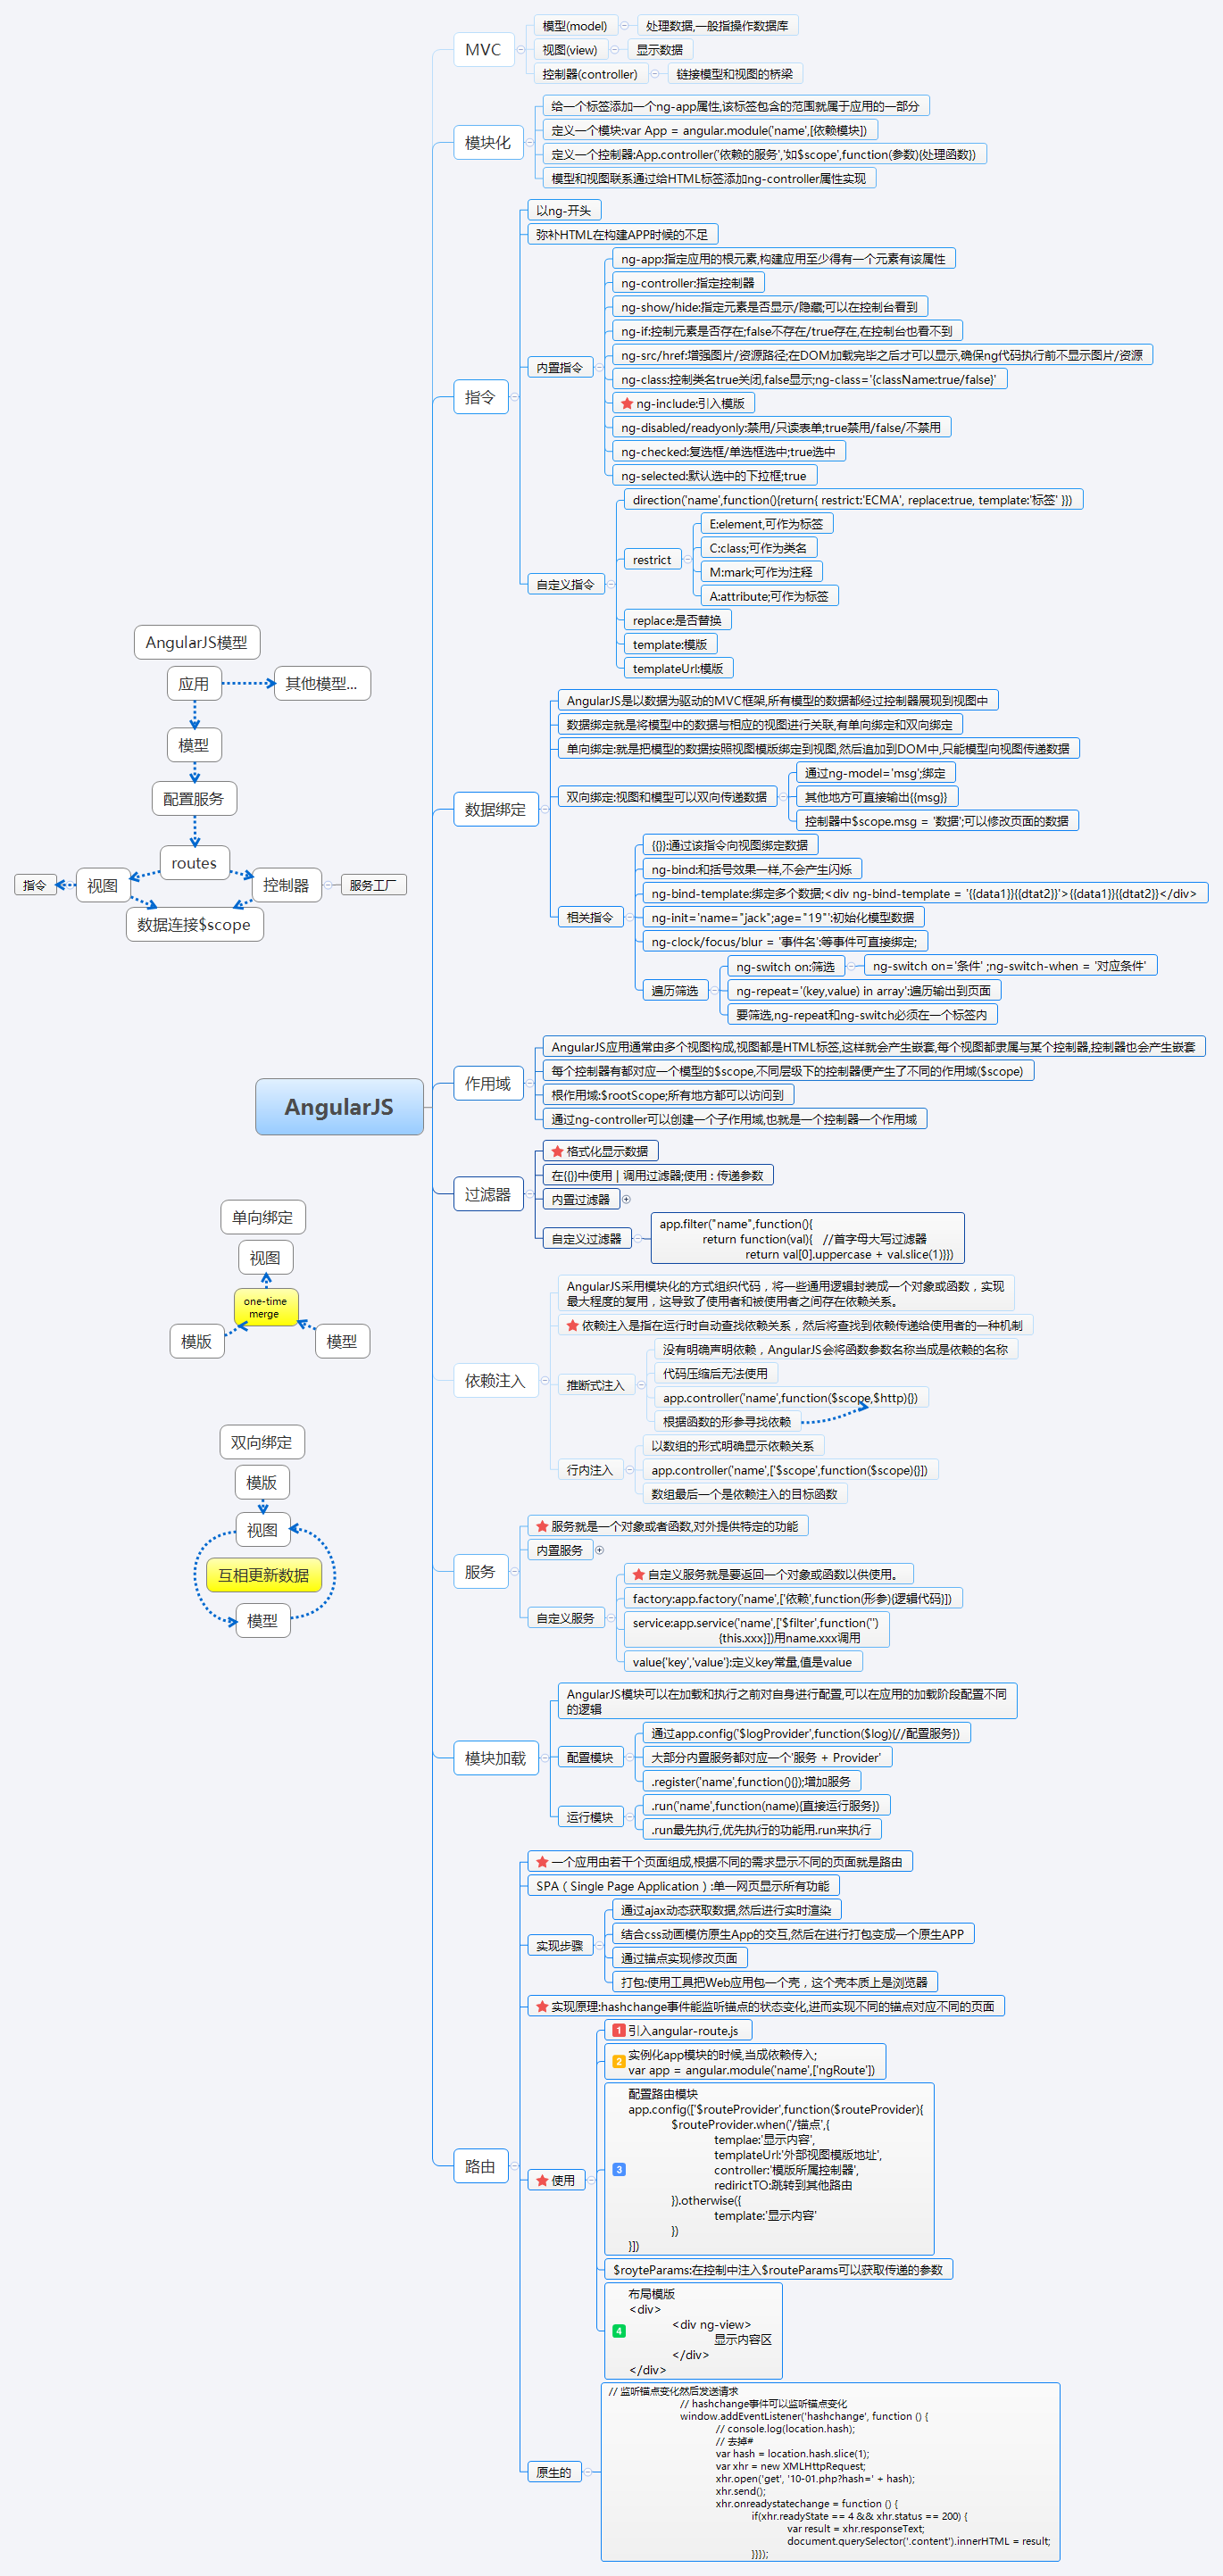 MVC
模型(model)
处理数据,一般指操作数据库
视图(view)
显示数据
控制器(controller)
链接模型和视图的桥梁
模块化
给一个标签添加一个ng-app属性,该标签包含的范围就属于应用的一部分
定义一个模块:var App = angular.module('name',[依赖模块])
定义一个控制器:App.controller('依赖的服务','如$scope',function(参数){处理函数})
模型和视图联系通过给HTML标签添加ng-controller属性实现
指令
以ng-开头
弥补HTML在构建APP时候的不足
内置指令
ng-app:指定应用的根元素,构建应用至少得有一个元素有该属性
ng-controller:指定控制器
ng-show/hide:指定元素是否显示/隐藏;可以在控制台看到
ng-if:控制元素是否存在;false不存在/true存在,在控制台也看不到
ng-src/href:增强图片/资源路径;在DOM加载完毕之后才可以显示,确保ng代码执行前不显示图片/资源
ng-class:控制类名true关闭,false显示;ng-class='{className:true/false}'
ng-include:引入模版
ng-disabled/readyonly:禁用/只读表单;true禁用/false/不禁用
ng-checked:复选框/单选框选中;true选中
ng-selected:默认选中的下拉框;true
自定义指令
direction('name',function(){return{ restrict:'ECMA', replace:true, template:'标签' }})
restrict
E:element,可作为标签
C:class;可作为类名
M:mark;可作为注释
A:attribute;可作为标签
replace:是否替换
template:模版
templateUrl:模版
AngularJS模型
应用
其他模型...
模型
配置服务
routes
指令
视图
控制器
服务工厂
数据连接$scope
数据绑定
AngularJS是以数据为驱动的MVC框架,所有模型的数据都经过控制器展现到视图中
数据绑定就是将模型中的数据与相应的视图进行关联,有单向绑定和双向绑定
单向绑定:就是把模型的数据按照视图模版绑定到视图,然后追加到DOM中,只能模型向视图传递数据
双向绑定:视图和模型可以双向传递数据
通过ng-model='msg';绑定
其他地方可直接输出{{msg}}
控制器中$scope.msg = '数据';可以修改页面的数据
相关指令
{{}}:通过该指令向视图绑定数据
ng-bind:和括号效果一样,不会产生闪烁
ng-bind-template:绑定多个数据;<div ng-bind-template = '{{data1}}{{dtat2}}'>{{data1}}{{dtat2}}</div>
ng-init='name="jack";age="19"':初始化模型数据
ng-clock/focus/blur = '事件名';等事件可直接绑定;
遍历筛选
ng-switch on:筛选
ng-switch on='条件' ;ng-switch-when = '对应条件'
ng-repeat='(key,value) in array':遍历输出到页面
要筛选,ng-repeat和ng-switch必须在一个标签内
AngularJS
作用域
AngularJS应用通常由多个视图构成,视图都是HTML标签,这样就会产生嵌套,每个视图都隶属与某个控制器,控制器也会产生嵌套
每个控制器有都对应一个模型的$scope,不同层级下的控制器便产生了不同的作用域($scope)
根作用域:$rootScope;所有地方都可以访问到
通过ng-controller可以创建一个子作用域,也就是一个控制器一个作用域
过滤器
格式化显示数据
在{{}}中使用 | 调用过滤器;使用 : 传递参数
内置过滤器
自定义过滤器
app.filter("name",function(){
return function(val){ //首字母大写过滤器
return val[0].uppercase + val.slice(1)}})
单向绑定
视图
one-time
merge
模版
模型
依赖注入
AngularJS采用模块化的方式组织代码，将一些通用逻辑封装成一个对象或函数，实现
最大程度的复用，这导致了使用者和被使用者之间存在依赖关系。
依赖注入是指在运行时自动查找依赖关系，然后将查找到依赖传递给使用者的一种机制
推断式注入
没有明确声明依赖，AngularJS会将函数参数名称当成是依赖的名称
代码压缩后无法使用
app.controller('name',function($scope,$http){})
根据函数的形参寻找依赖
行内注入
以数组的形式明确显示依赖关系
app.controller('name',['$scope',function($scope){}])
数组最后一个是依赖注入的目标函数
双向绑定
模版
视图
互相更新数据
模型
服务
服务就是一个对象或者函数,对外提供特定的功能
内置服务
自定义服务
自定义服务就是要返回一个对象或函数以供使用。
factory:app.factory('name',['依赖',function(形参){逻辑代码}])
service:app.service('name',['$filter',function('')
{this.xxx}])用name.xxx调用
value('key','value'):定义key常量,值是value
模块加载
AngularJS模块可以在加载和执行之前对自身进行配置,可以在应用的加载阶段配置不同
的逻辑
配置模块
通过app.config('$logProvider',function($log){//配置服务})
大部分内置服务都对应一个'服务 + Provider'
.register('name',function(){});增加服务
运行模块
.run('name',function(name){直接运行服务})
.run最先执行,优先执行的功能用.run来执行
路由
一个应用由若干个页面组成,根据不同的需求显示不同的页面就是路由
SPA（Single Page Application）:单一网页显示所有功能
实现步骤
通过ajax动态获取数据,然后进行实时渲染
结合css动画模仿原生App的交互,然后在进行打包变成一个原生APP
通过锚点实现修改页面
打包:使用工具把Web应用包一个壳，这个壳本质上是浏览器
实现原理:hashchange事件能监听锚点的状态变化,进而实现不同的锚点对应不同的页面
使用
1 引入angular-route.js
2 实例化app模块的时候,当成依赖传入;
var app = angular.module('name',['ngRoute'])
3 配置路由模块
app.config(['$routeProvider',function($routeProvider){
$routeProvider.when('/锚点',{
templae:'显示内容',
templateUrl:'外部视图模版地址',
controller:'模版所属控制器',
redirictTO:跳转到其他路由
}).otherwise({
template:'显示内容'
})
}])
$royteParams:在控制中注入$routeParams可以获取传递的参数
4 布局模版
<div>
<div ng-view>
显示内容区
</div>
</div>
原生的
// 监听锚点变化然后发送请求
// hashchange事件可以监听锚点变化
window.addEventListener('hashchange', function () {
// console.log(location.hash);
// 去掉#
var hash = location.hash.slice(1);
var xhr = new XMLHttpRequest;
xhr.open('get', '10-01.php?hash=' + hash);
xhr.send();
xhr.onreadystatechange = function () {
if(xhr.readyState == 4 && xhr.status == 200) {
var result = xhr.responseText;
document.querySelector('.content').innerHTML = result;
}}});